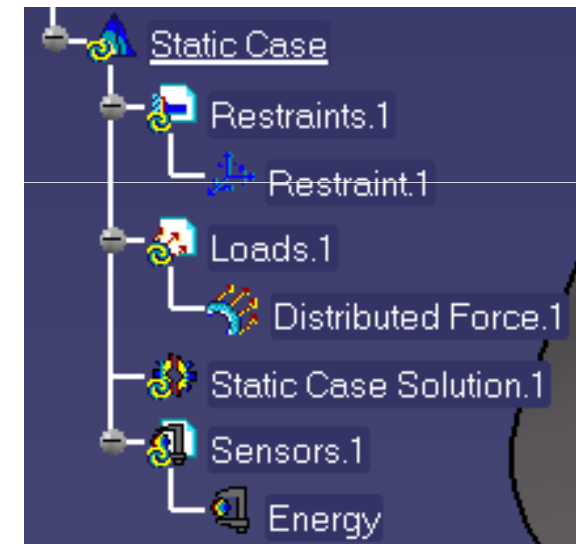 Static Case
Restraints.1
Restraint.1
Loads.1
Distributed Force.1
Static Case Solution.1
Sensors.1
Energy